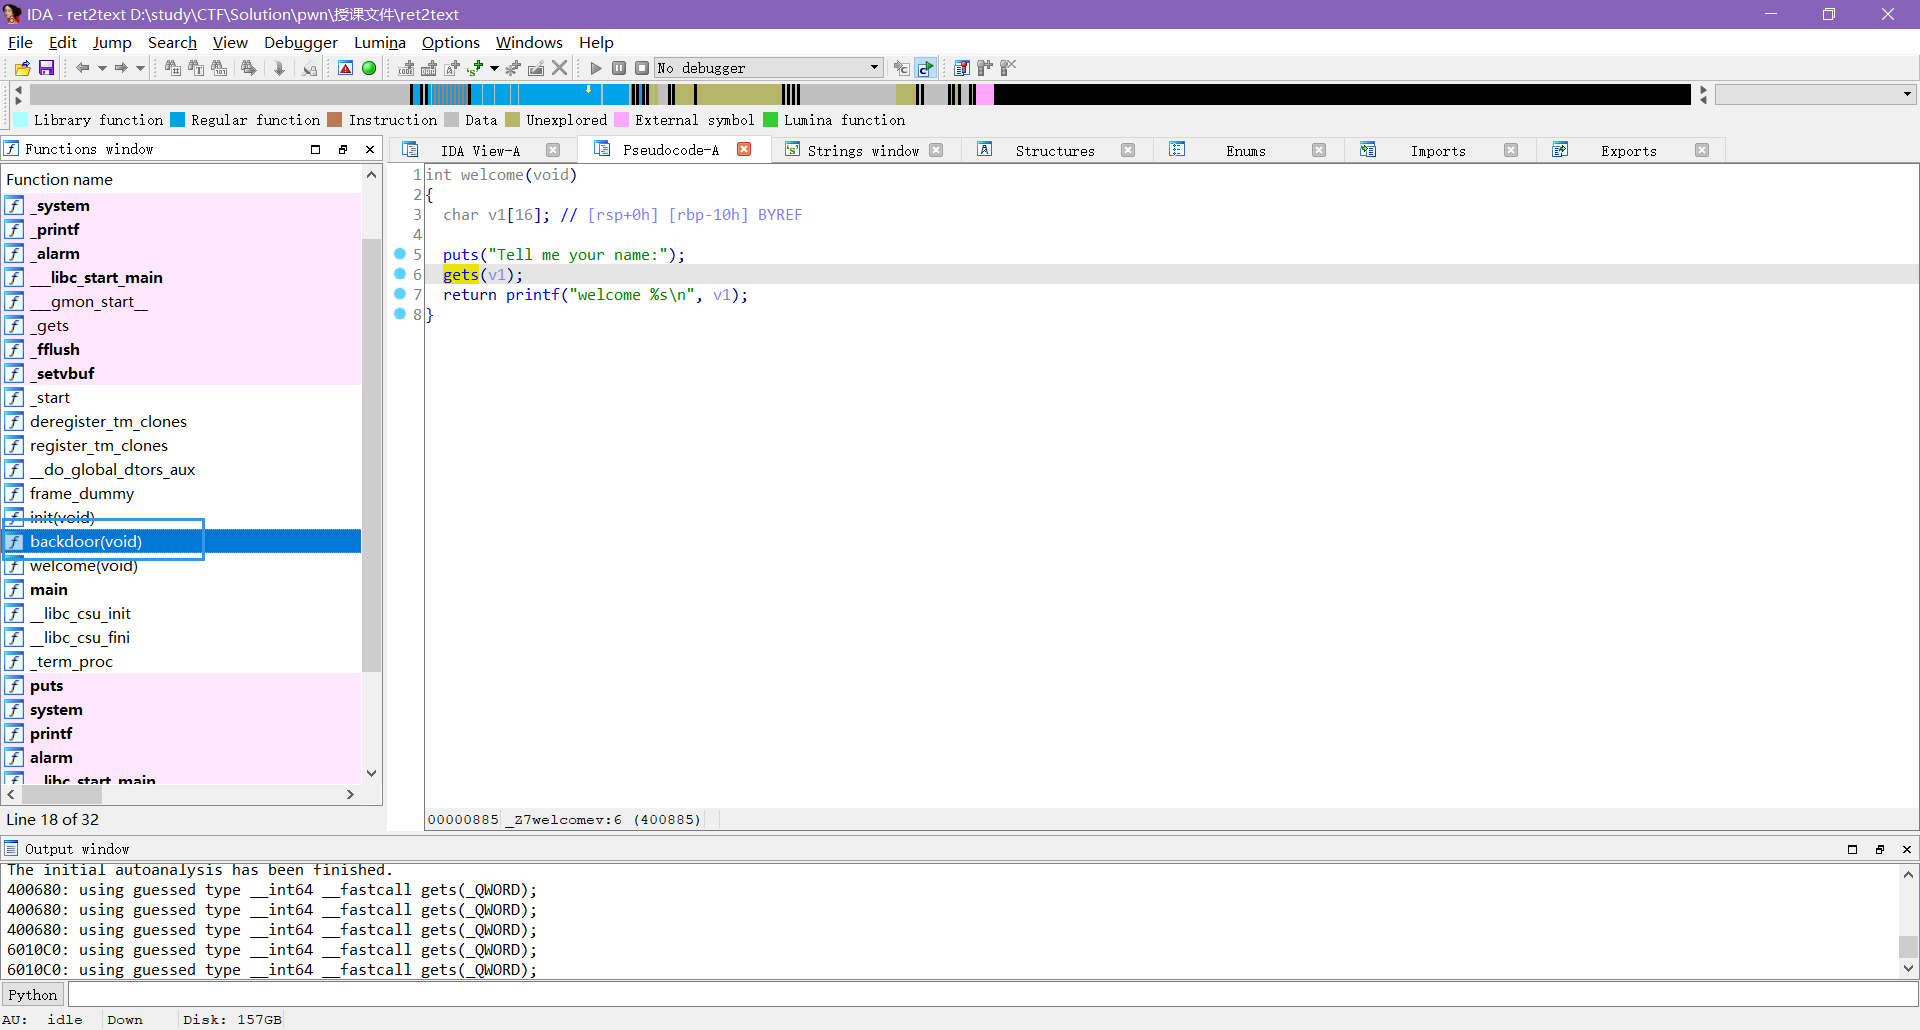 IDA - ret2text D:\study\CTF\Solution\pwn\授课文件\ret2text
File Edit Jump Search View Debugger Lumina Options Windows Help
No debugger
Library function Regular function Instruction Data Unexplored External symbol Lumina function
Functions window
IDA View-A Pseudocode-A Strings window Structures Enums Imports Exports
Function name
_system
_printf
_alarm
___libc_start_main
___gmon_start__
_gets
_fflush
_setvbuf
_start
deregister_tm_clones
register_tm_clones
__do_global_dtors_aux
frame_dummy
init(void)
backdoor(void)
welcome(void)
main
__libc_csu_init
__libc_csu_fini
_term_proc
puts
system
printf
alarm
__libc_start_main
Line 18 of 32
1 int welcome(void)
2 {
3 char v1[16]; // [rsp+0h] [rbp-10h] BYREF
4
5 puts("Tell me your name:");
6 gets(v1);
7 return printf("welcome %s\n", v1);
8 }
00000885 _Z7welcomev:6 (400885)
Output window
The initial autoanalysis has been finished.
400680: using guessed type __int64 __fastcall gets(_QWORD);
400680: using guessed type __int64 __fastcall gets(_QWORD);
400680: using guessed type __int64 __fastcall gets(_QWORD);
6010C0: using guessed type __int64 __fastcall gets(_QWORD);
6010C0: using guessed type __int64 __fastcall gets(_QWORD);
Python
AU: idle Down Disk: 157GB